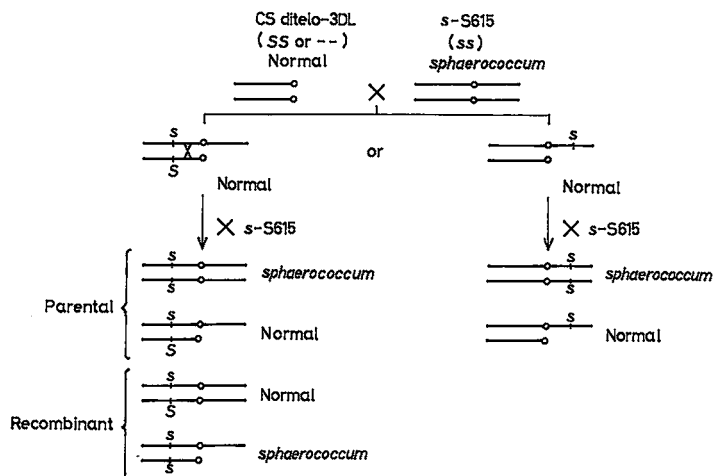 CS ditelo-3DL s-S615
(SS or --) (ss)
Normal sphaerococcum
×
s s
X or
S
Normal Normal
× s-S615 × s-S615
Parental
s s
sphaerococcum sphaerococcum
s s
s s
Normal Normal
S
Recombinant
s
Normal
S
s
sphaerococcum
s